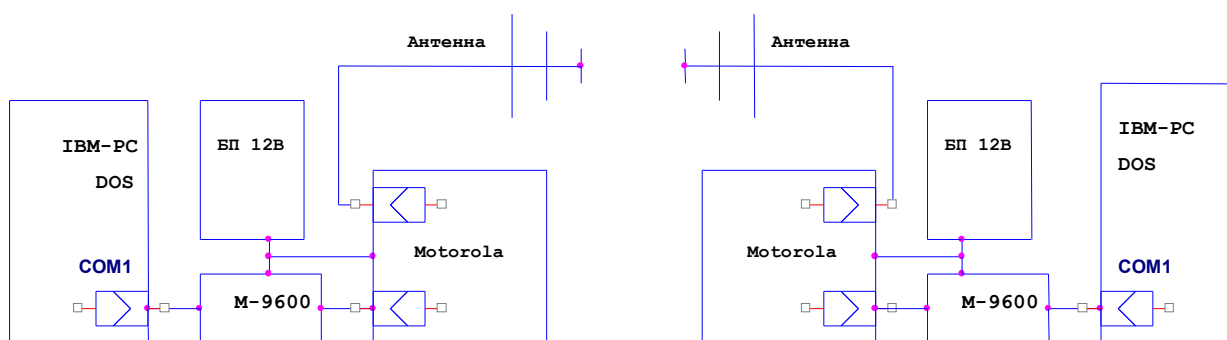 Антенна
Антенна
IBM-PC
DOS
БП 12В
БП 12В
IBM-PC
DOS
Motorola
Motorola
COM1
COM1
М-9600
М-9600